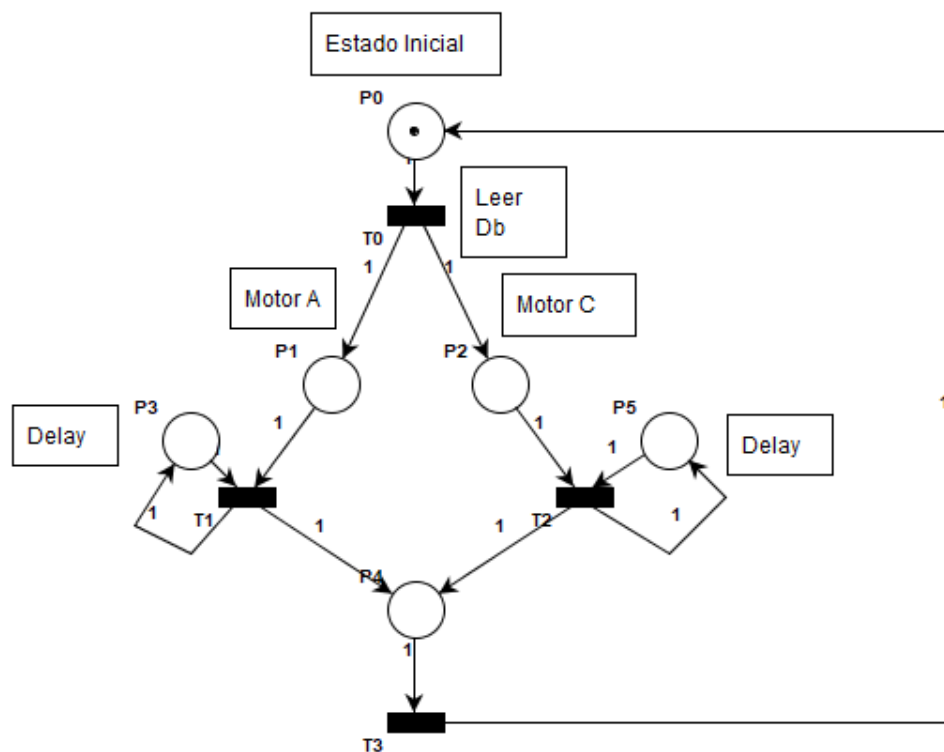 Estado Inicial
P0
1
Leer
Db
T0
1
1
Motor A
Motor C
P1
P2
P3
P5
1
1
1
1
Delay
Delay
1
1
T1
T2
1
1
P4
1
T3